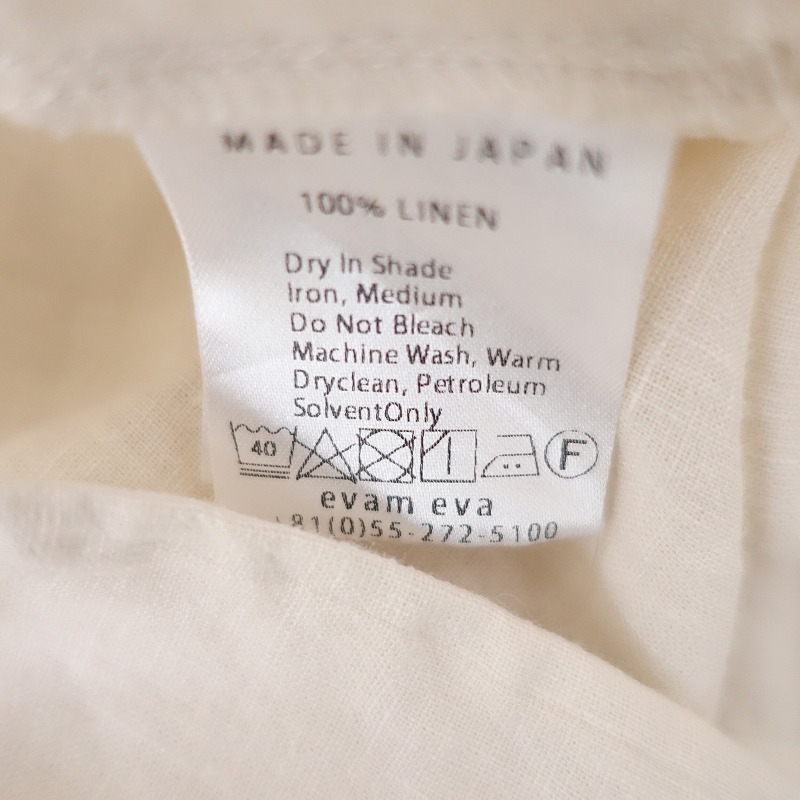 MADE IN JAPAN
100% LINEN
Dry In Shade
Iron, Medium
Do Not Bleach
Machine Wash, Warm
Dryclean, Petroleum
SolventOnly
40 F
evam eva
+81(0)55-272-5100